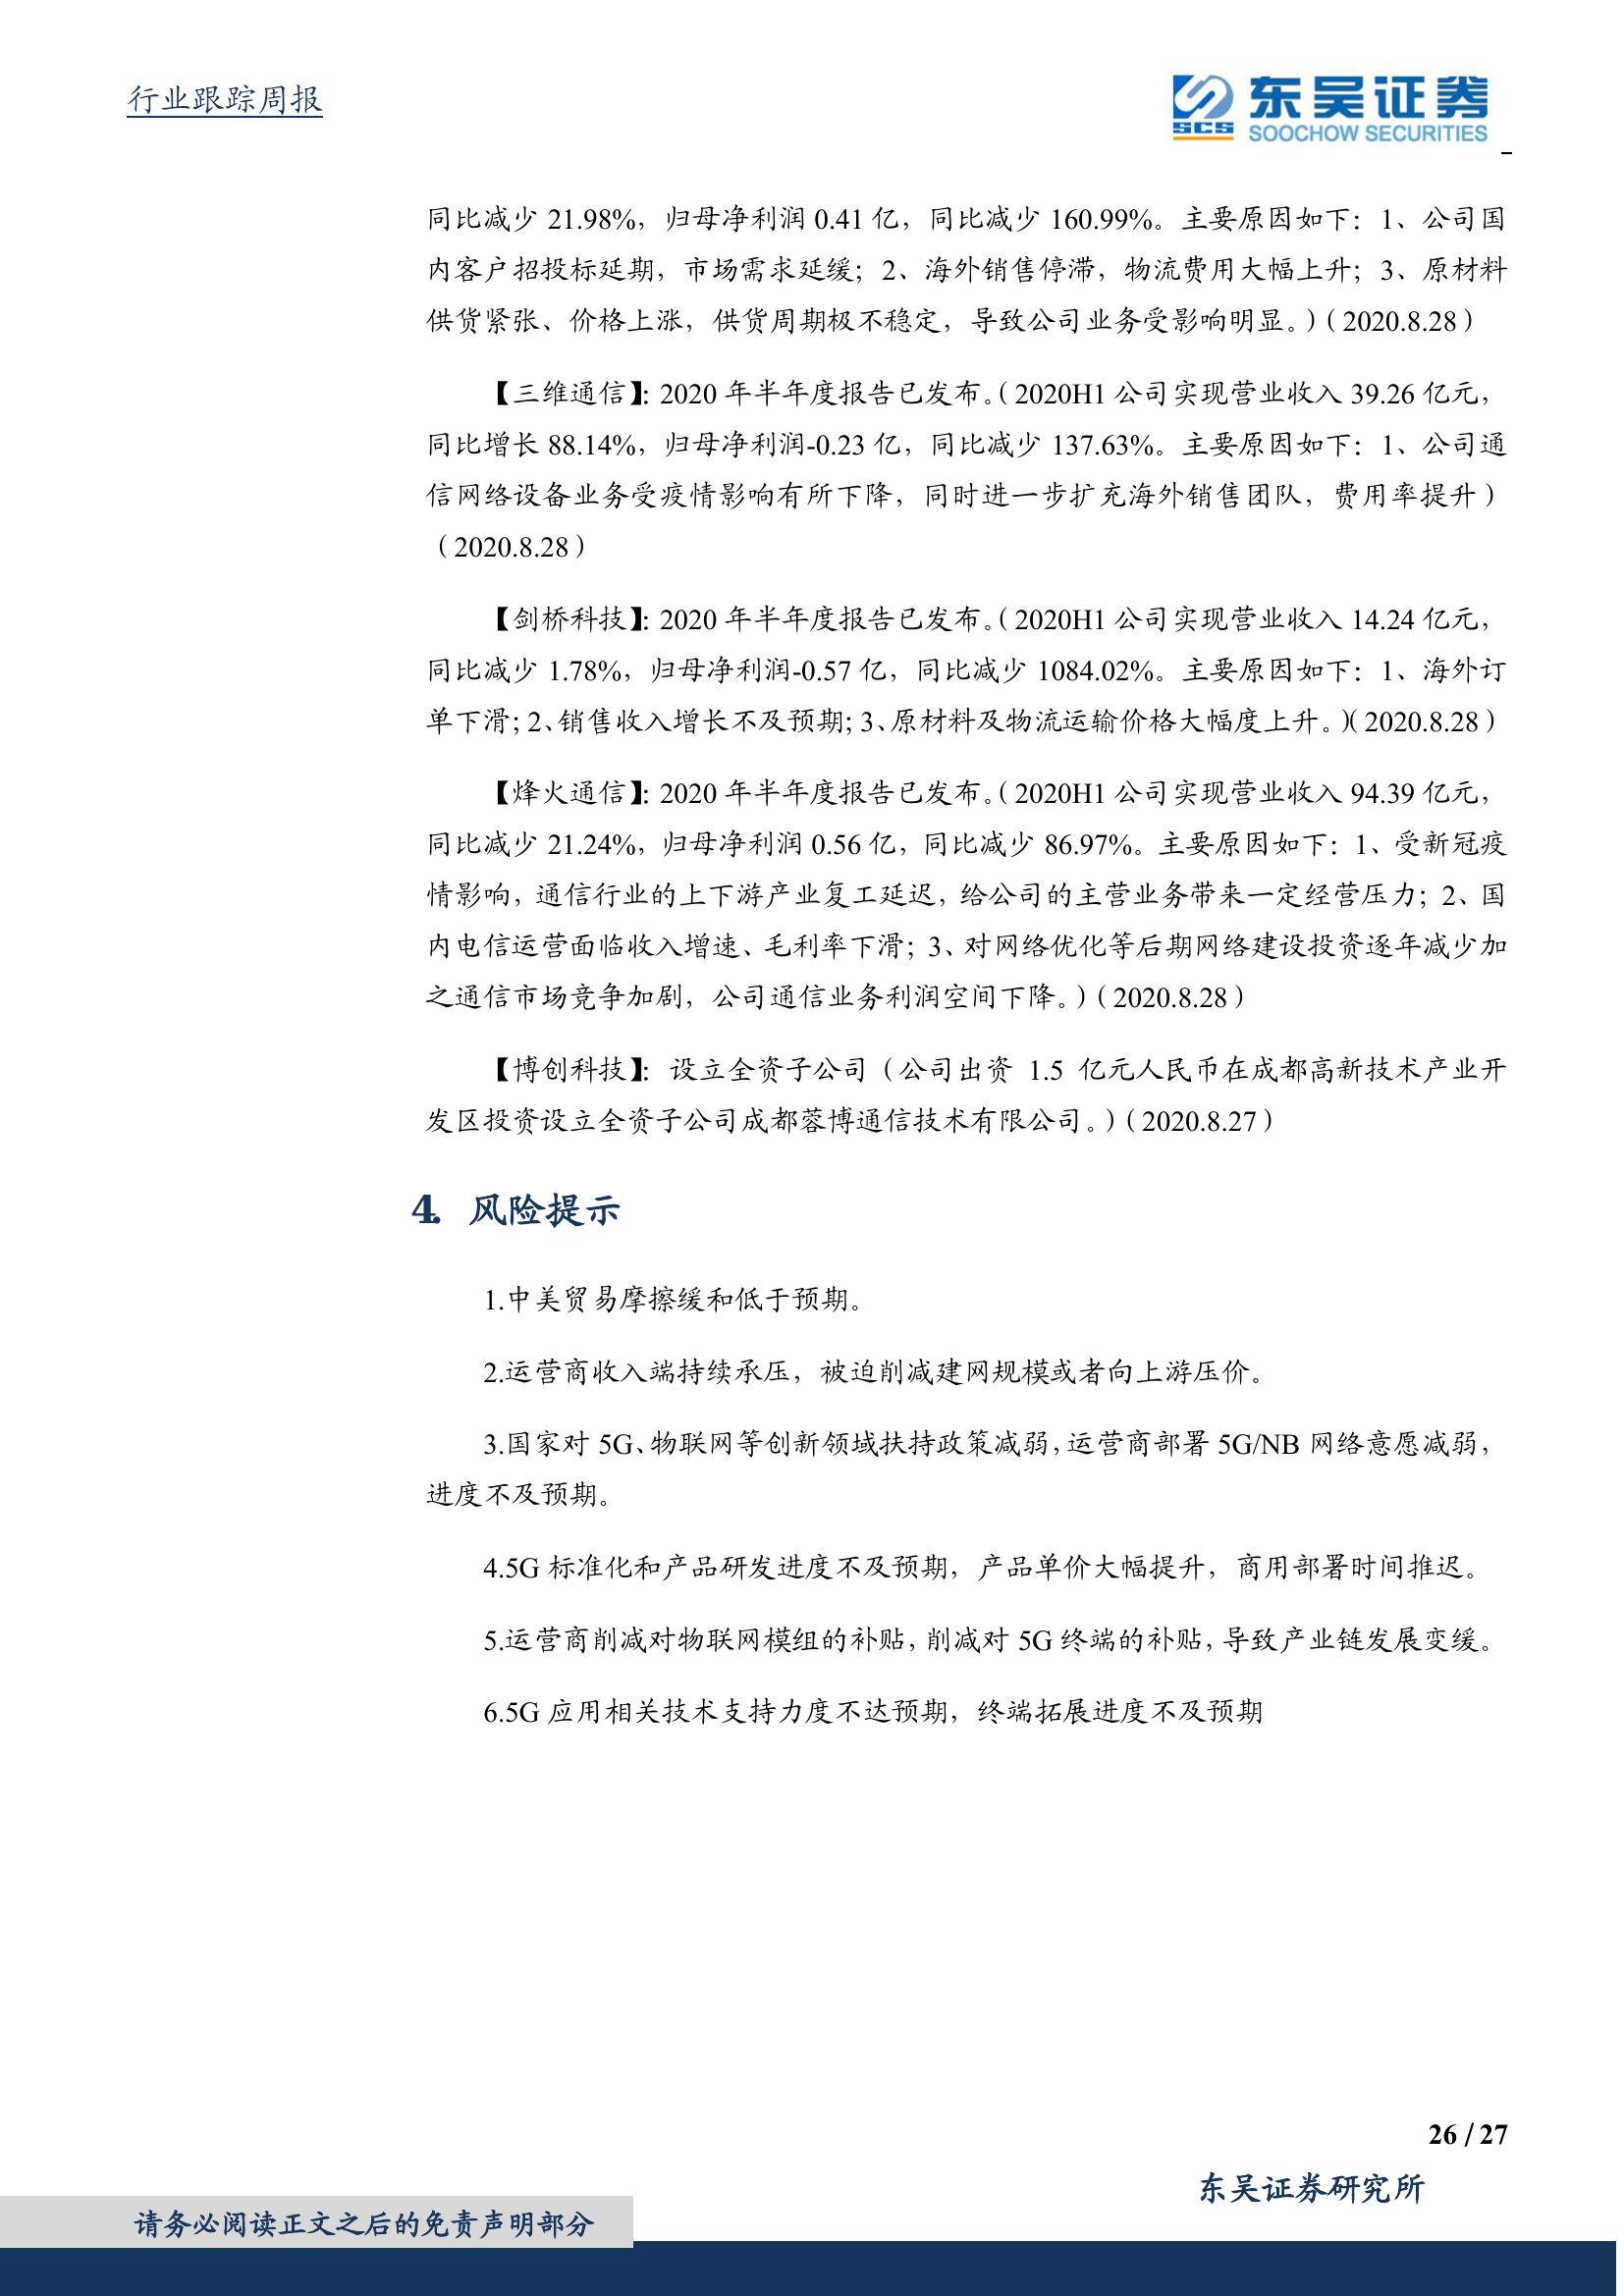 行业跟踪周报
SCS
东吴证券
SOOCHOW SECURITIES
同比减少 21.98%，归母净利润 0.41 亿，同比减少 160.99%。主要原因如下：1、公司国
内客户招投标延期，市场需求延缓；2、海外销售停滞，物流费用大幅上升；3、原材料
供货紧张、价格上涨，供货周期极不稳定，导致公司业务受影响明显。）（2020.8.28）
【三维通信】：2020 年半年度报告已发布。（2020H1 公司实现营业收入 39.26 亿元，
同比增长 88.14%，归母净利润-0.23 亿，同比减少 137.63%。主要原因如下：1、公司通
信网络设备业务受疫情影响有所下降，同时进一步扩充海外销售团队，费用率提升）
（2020.8.28）
【剑桥科技】：2020 年半年度报告已发布。（2020H1 公司实现营业收入 14.24 亿元，
同比减少 1.78%，归母净利润-0.57 亿，同比减少 1084.02%。主要原因如下：1、海外订
单下滑；2、销售收入增长不及预期；3、原材料及物流运输价格大幅度上升。）（2020.8.28）
【烽火通信】：2020 年半年度报告已发布。（2020H1 公司实现营业收入 94.39 亿元，
同比减少 21.24%，归母净利润 0.56 亿，同比减少 86.97%。主要原因如下：1、受新冠疫
情影响，通信行业的上下游产业复工延迟，给公司的主营业务带来一定经营压力；2、国
内电信运营面临收入增速、毛利率下滑；3、对网络优化等后期网络建设投资逐年减少加
之通信市场竞争加剧，公司通信业务利润空间下降。）（2020.8.28）
【博创科技】：设立全资子公司（公司出资 1.5 亿元人民币在成都高新技术产业开
发区投资设立全资子公司成都蓉博通信技术有限公司。）（2020.8.27）
4. 风险提示
1.中美贸易摩擦缓和低于预期。
2.运营商收入端持续承压，被迫削减建网规模或者向上游压价。
3.国家对 5G、物联网等创新领域扶持政策减弱，运营商部署 5G/NB 网络意愿减弱，
进度不及预期。
4.5G 标准化和产品研发进度不及预期，产品单价大幅提升，商用部署时间推迟。
5.运营商削减对物联网模组的补贴，削减对 5G 终端的补贴，导致产业链发展变缓。
6.5G 应用相关技术支持力度不达预期，终端拓展进度不及预期
26 / 27
东吴证券研究所
请务必阅读正文之后的免责声明部分